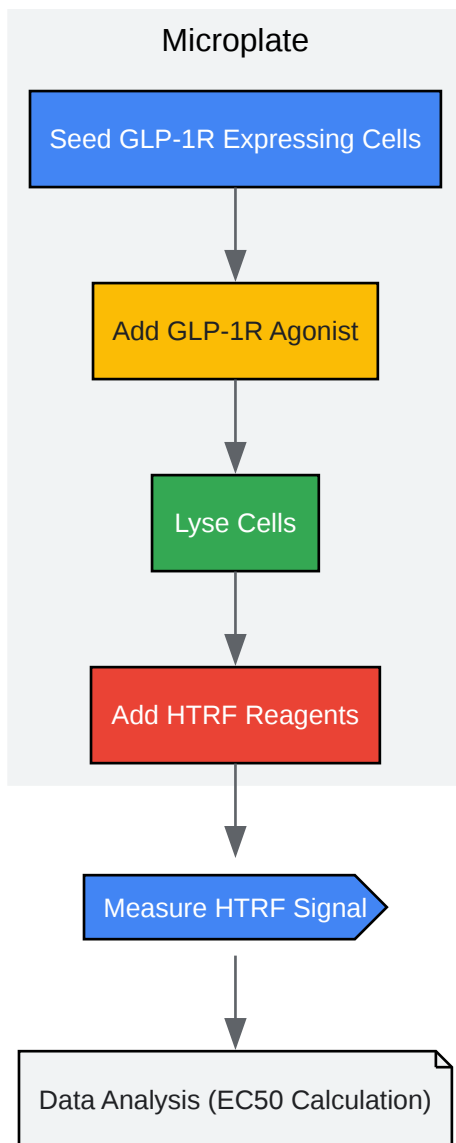 Microplate
Seed GLP-1R Expressing Cells
Add GLP-1R Agonist
Lyse Cells
Add HTRF Reagents
Measure HTRF Signal
Data Analysis (EC50 Calculation)